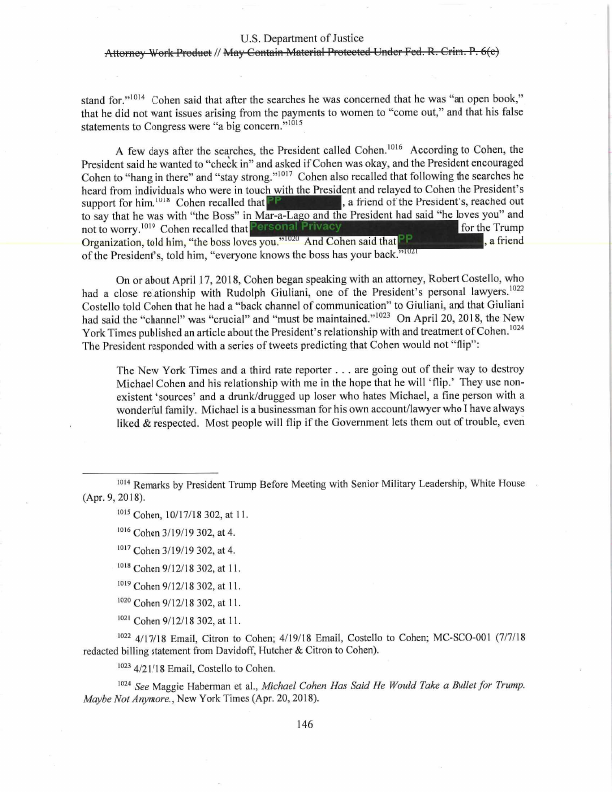 U.S. Department of Justice
Attorney Work Product // May Contain Material Protected Under Fed. R. Crim. P. 6(e)
stand for."1014 Cohen said that after the searches he was concerned that he was "an open book,"
that he did not want issues arising from the payments to women to "come out," and that his false
statements to Congress were "a big concern."1015
A few days after the searches, the President called Cohen.1016 According to Cohen, the
President said he wanted to "check in" and asked if Cohen was okay, and the President encouraged
Cohen to "hang in there" and "stay strong."1017 Cohen also recalled that following the searches he
heard from individuals who were in touch with the President and relayed to Cohen the President's
support for him.1018 Cohen recalled that PP , a friend of the President's, reached out
to say that he was with "the Boss" in Mar-a-Lago and the President had said "he loves you" and
not to worry.1019 Cohen recalled that Personal Privacy for the Trump
Organization, told him, "the boss loves you."1020 And Cohen said that PP , a friend
of the President's, told him, "everyone knows the boss has your back."1021
On or about April 17, 2018, Cohen began speaking with an attorney, Robert Costello, who
had a close relationship with Rudolph Giuliani, one of the President's personal lawyers.1022
Costello told Cohen that he had a "back channel of communication" to Giuliani, and that Giuliani
had said the "channel" was "crucial" and "must be maintained."1023 On April 20, 2018, the New
York Times published an article about the President's relationship with and treatment of Cohen.1024
The President responded with a series of tweets predicting that Cohen would not "flip":
The New York Times and a third rate reporter . . . are going out of their way to destroy
Michael Cohen and his relationship with me in the hope that he will 'flip.' They use non-
existent 'sources' and a drunk/drugged up loser who hates Michael, a fine person with a
wonderful family. Michael is a businessman for his own account/lawyer who I have always
liked & respected. Most people will flip if the Government lets them out of trouble, even
1014 Remarks by President Trump Before Meeting with Senior Military Leadership, White House
(Apr. 9, 2018).
1015 Cohen, 10/17/18 302, at 11.
1016 Cohen 3/19/19 302, at 4.
1017 Cohen 3/19/19 302, at 4.
1018 Cohen 9/12/18 302, at 11.
1019 Cohen 9/12/18 302, at 11.
1020 Cohen 9/12/18 302, at 11.
1021 Cohen 9/12/18 302, at 11.
1022 4/17/18 Email, Citron to Cohen; 4/19/18 Email, Costello to Cohen; MC-SCO-001 (7/7/18
redacted billing statement from Davidoff, Hutcher & Citron to Cohen).
1023 4/21/18 Email, Costello to Cohen.
1024 See Maggie Haberman et al., Michael Cohen Has Said He Would Take a Bullet for Trump.
Maybe Not Anymore., New York Times (Apr. 20, 2018).
146